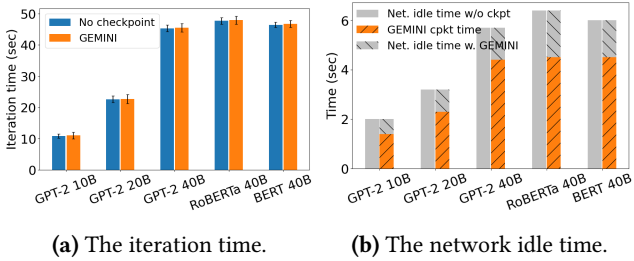 Iteration time (sec)
50
40
30
20
10
0
No checkpoint
GEMINI
GPT-2 10B
GPT-2 20B
GPT-2 40B
RoBERTa 40B
BERT 40B
(a) The iteration time.
Time (sec)
6
4
2
0
Net. idle time w/o ckpt
GEMINI cpkt time
Net. idle time w. GEMINI
GPT-2 10B
GPT-2 20B
GPT-2 40B
RoBERTa 40B
BERT 40B
(b) The network idle time.